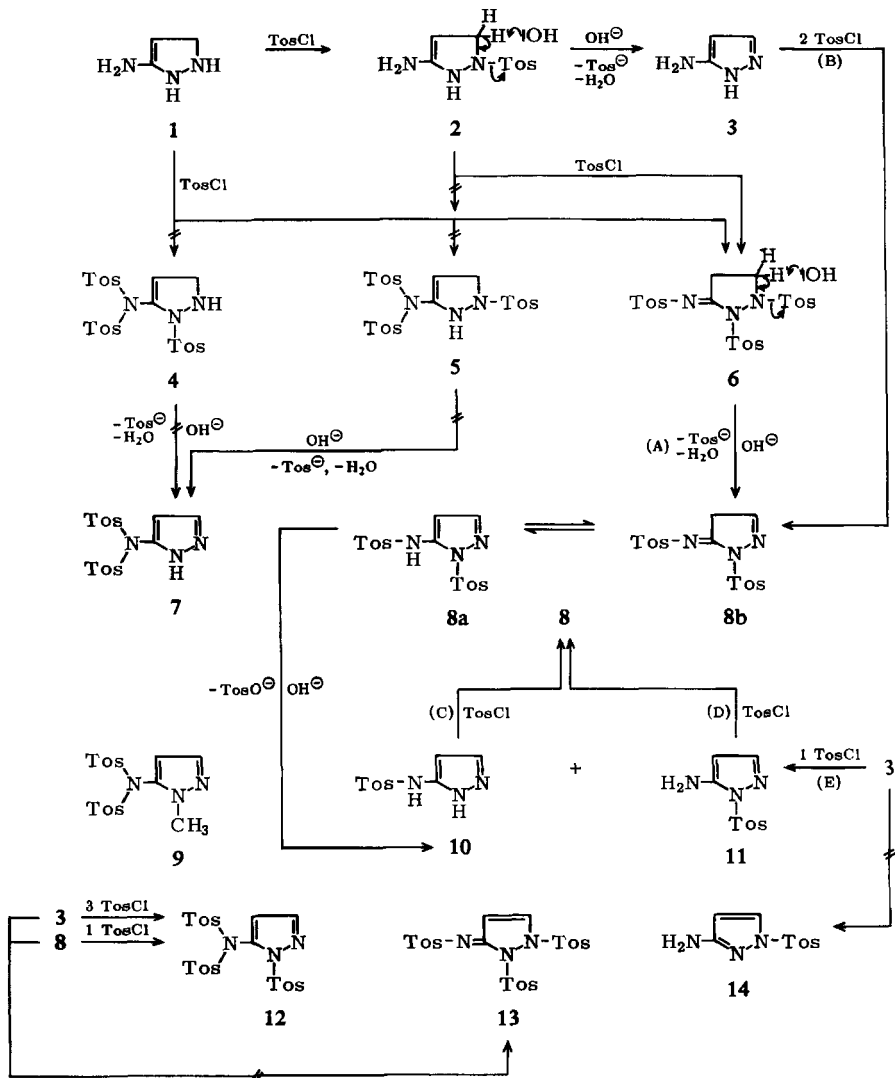 H
H OH
H₂N N NH H
TosCl
H₂N N N-Tos H
OH⊖
-Tos⊖
-H₂O
H₂N N N H
2 TosCl
(B)
1
2
3
TosCl
TosCl
H
H OH
Tos N Tos N NH Tos
Tos N Tos N N-Tos H
Tos-N N N-Tos Tos
4
5
6
-Tos⊖
-H₂O
OH⊖
OH⊖
-Tos⊖, -H₂O
(A)
-Tos⊖
-H₂O
OH⊖
Tos N Tos N N H
Tos-N H N N Tos
Tos-N N N Tos
7
8a
8
8b
-TosO⊖
OH⊖
(C)
TosCl
(D)
TosCl
Tos N Tos N N CH₃
Tos-N H N N H
+
H₂N N N Tos
1 TosCl
(E)
3
9
10
11
3
3 TosCl
8
1 TosCl
Tos N Tos N N Tos
Tos-N N N-Tos Tos
H₂N N N-Tos
12
13
14